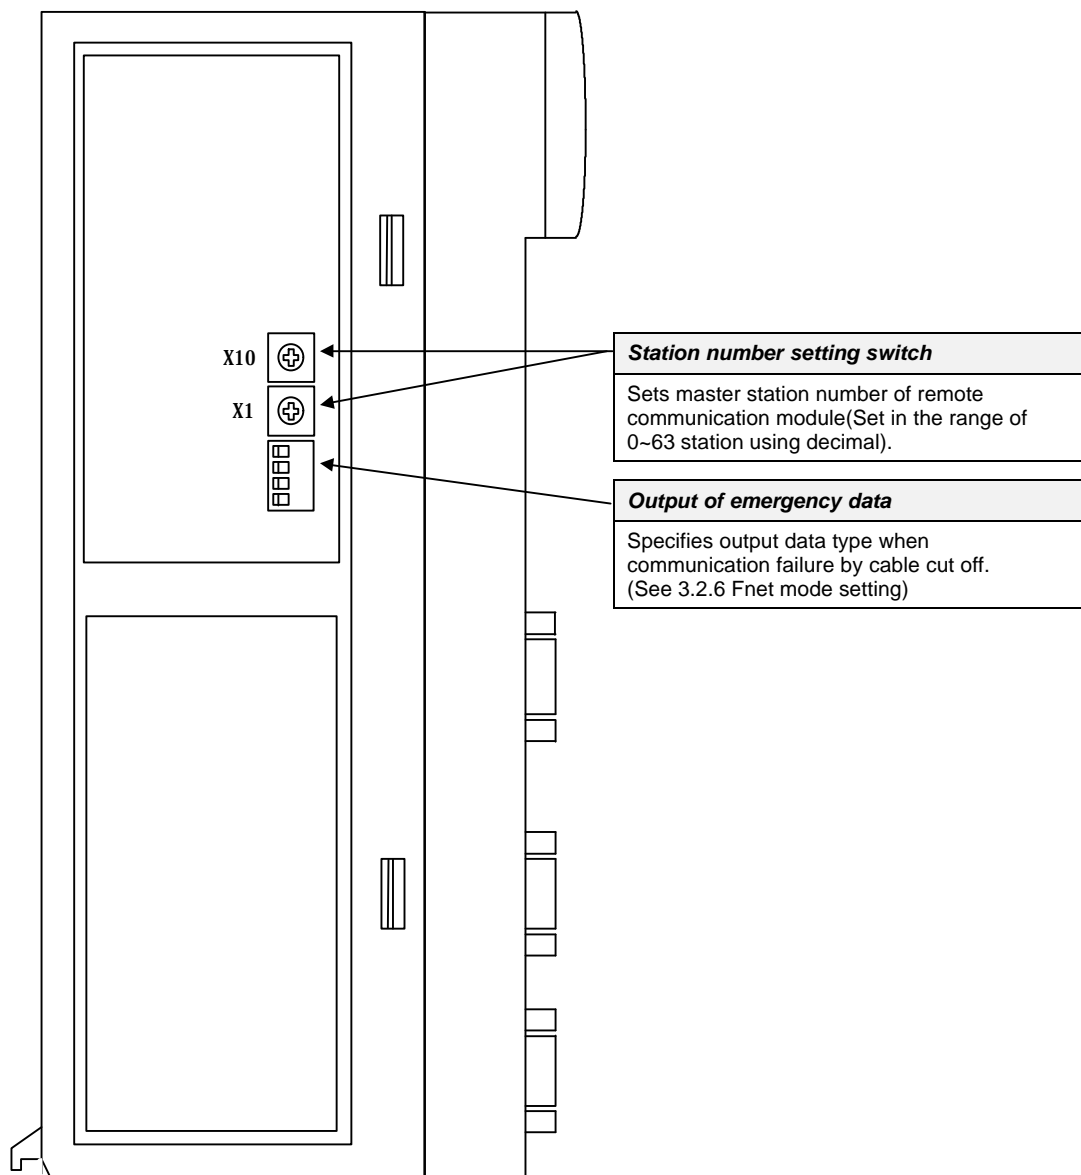 X10
X1
Station number setting switch
Sets master station number of remote
communication module(Set in the range of
0~63 station using decimal).
Output of emergency data
Specifies output data type when
communication failure by cable cut off.
(See 3.2.6 Fnet mode setting)